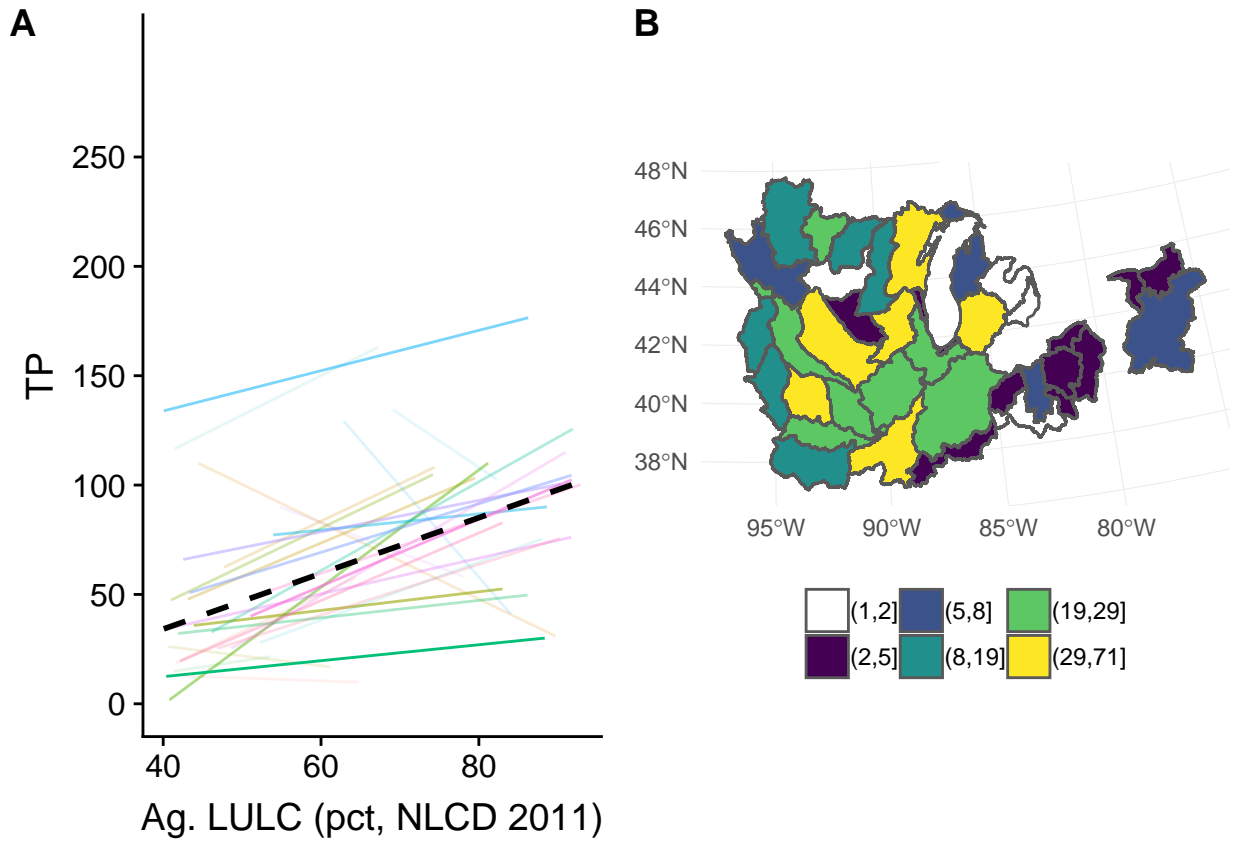 A
B
250
200
150
100
50
0
TP
40 60 80
Ag. LULC (pct, NLCD 2011)
48°N
46°N
44°N
42°N
40°N
38°N
95°W 90°W 85°W 80°W
(1,2] (5,8] (19,29]
(2,5] (8,19] (29,71]